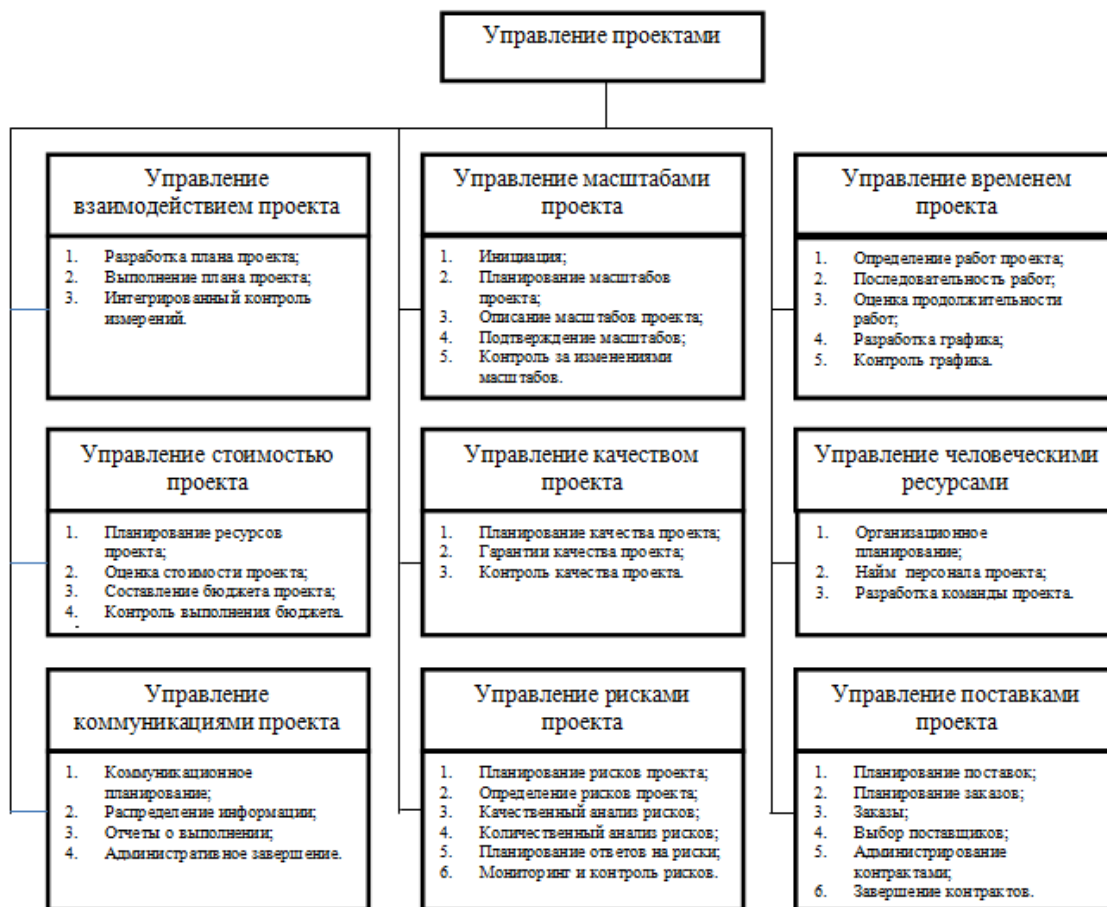 Управление проектами
Управление
взаимодействием проекта
1. Разработка плана проекта;
2. Выполнение плана проекта;
3. Интегрированный контроль
измерений.
Управление масштабами
проекта
1. Инициация;
2. Планирование масштабов
проекта;
3. Описание масштабов проекта;
4. Подтверждение масштабов;
5. Контроль за изменениями
масштабов.
Управление временем
проекта
1. Определение работ проекта;
2. Последовательность работ;
3. Оценка продолжительности
работ;
4. Разработка графика;
5. Контроль графика.
Управление стоимостью
проекта
1. Планирование ресурсов
проекта;
2. Оценка стоимости проекта;
3. Составление бюджета проекта;
4. Контроль выполнения бюджета.
Управление качеством
проекта
1. Планирование качества проекта;
2. Гарантии качества проекта;
3. Контроль качества проекта.
Управление человеческими
ресурсами
1. Организационное
планирование;
2. Найм персонала проекта;
3. Разработка команды проекта.
Управление
коммуникациями проекта
1. Коммуникационное
планирование;
2. Распределение информации;
3. Отчеты о выполнении;
4. Административное завершение.
Управление рисками
проекта
1. Планирование рисков проекта;
2. Определение рисков проекта;
3. Качественный анализ рисков;
4. Количественный анализ рисков;
5. Планирование ответов на риски;
6. Мониторинг и контроль рисков.
Управление поставками
проекта
1. Планирование поставок;
2. Планирование заказов;
3. Заказы;
4. Выбор поставщиков;
5. Администрирование
контрактами;
6. Завершение контрактов.